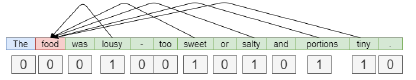 The food was lousy - too sweet or salty and portions tiny .
0 0 0 1 0 0 1 0 1 0 1 1 0